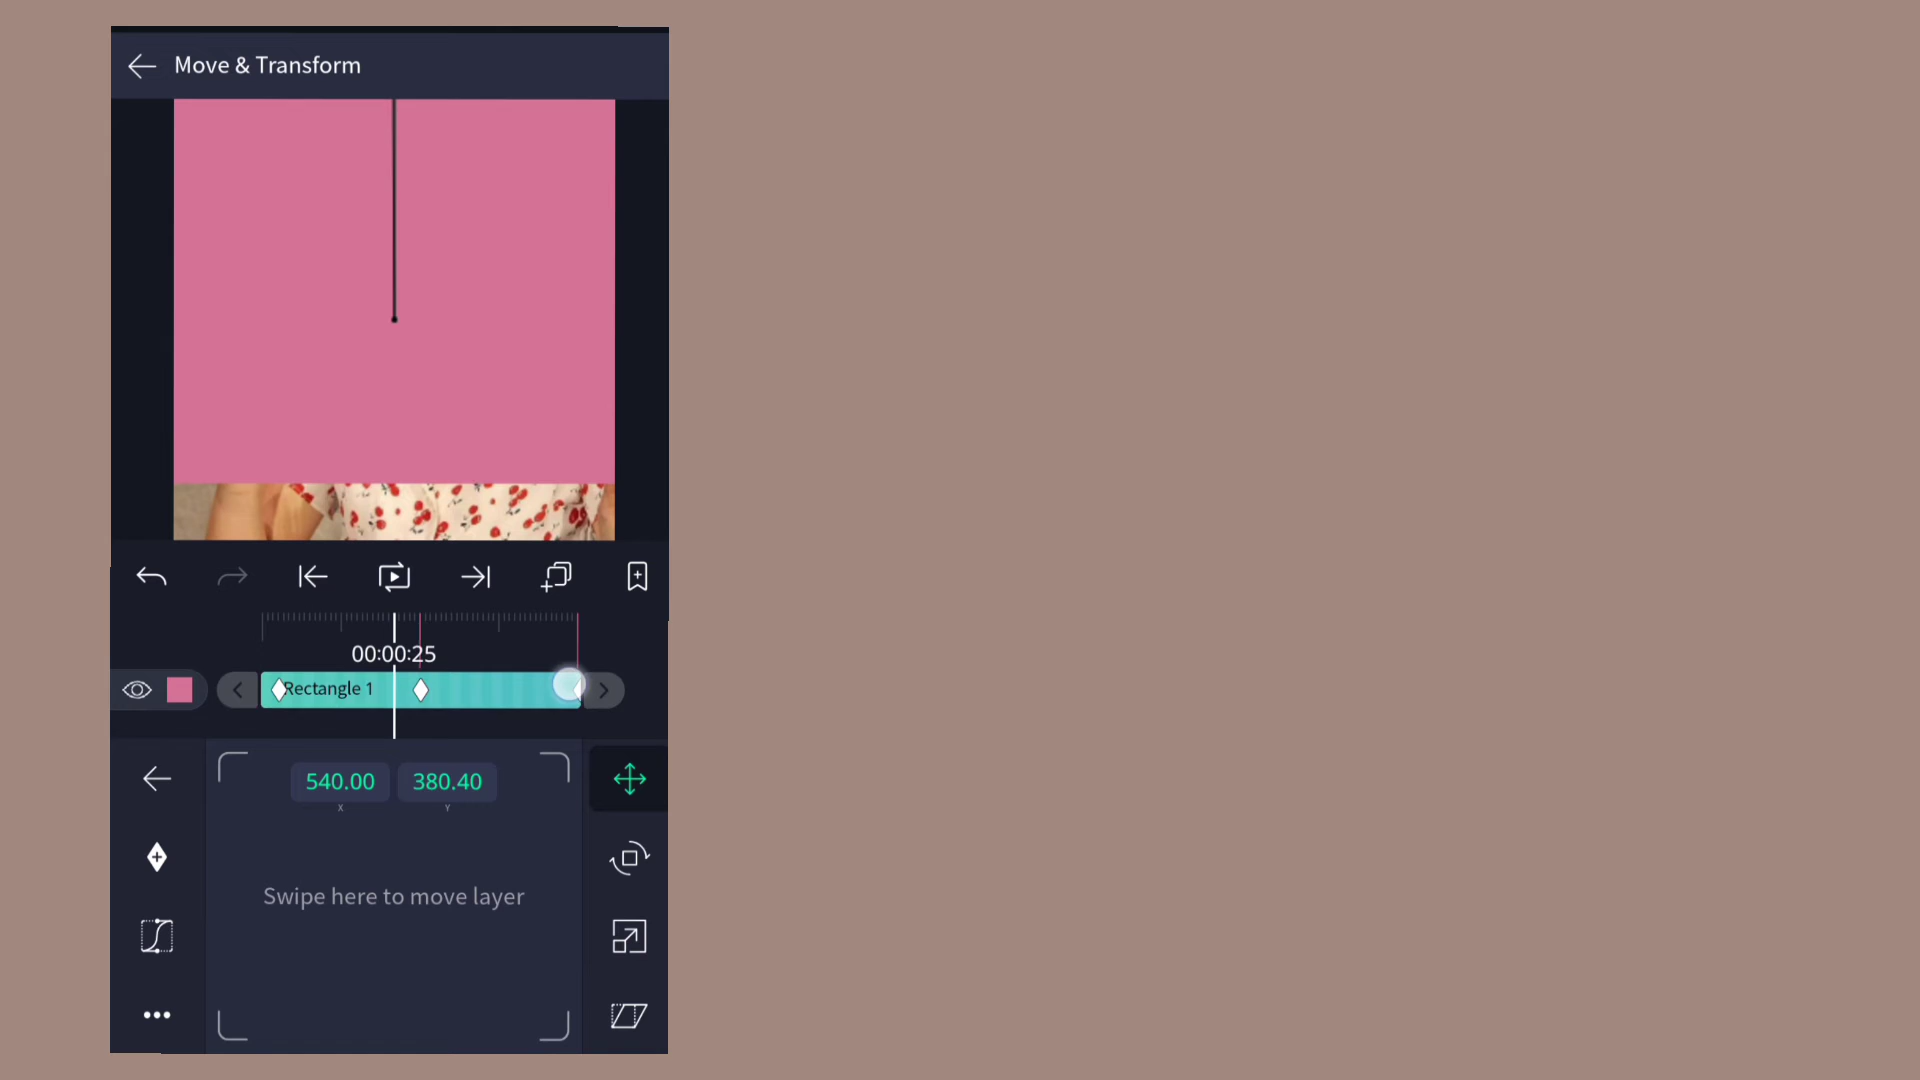 Move & Transform
00:00:25
Rectangle 1
540.00 380.40
X Y
Swipe here to move layer